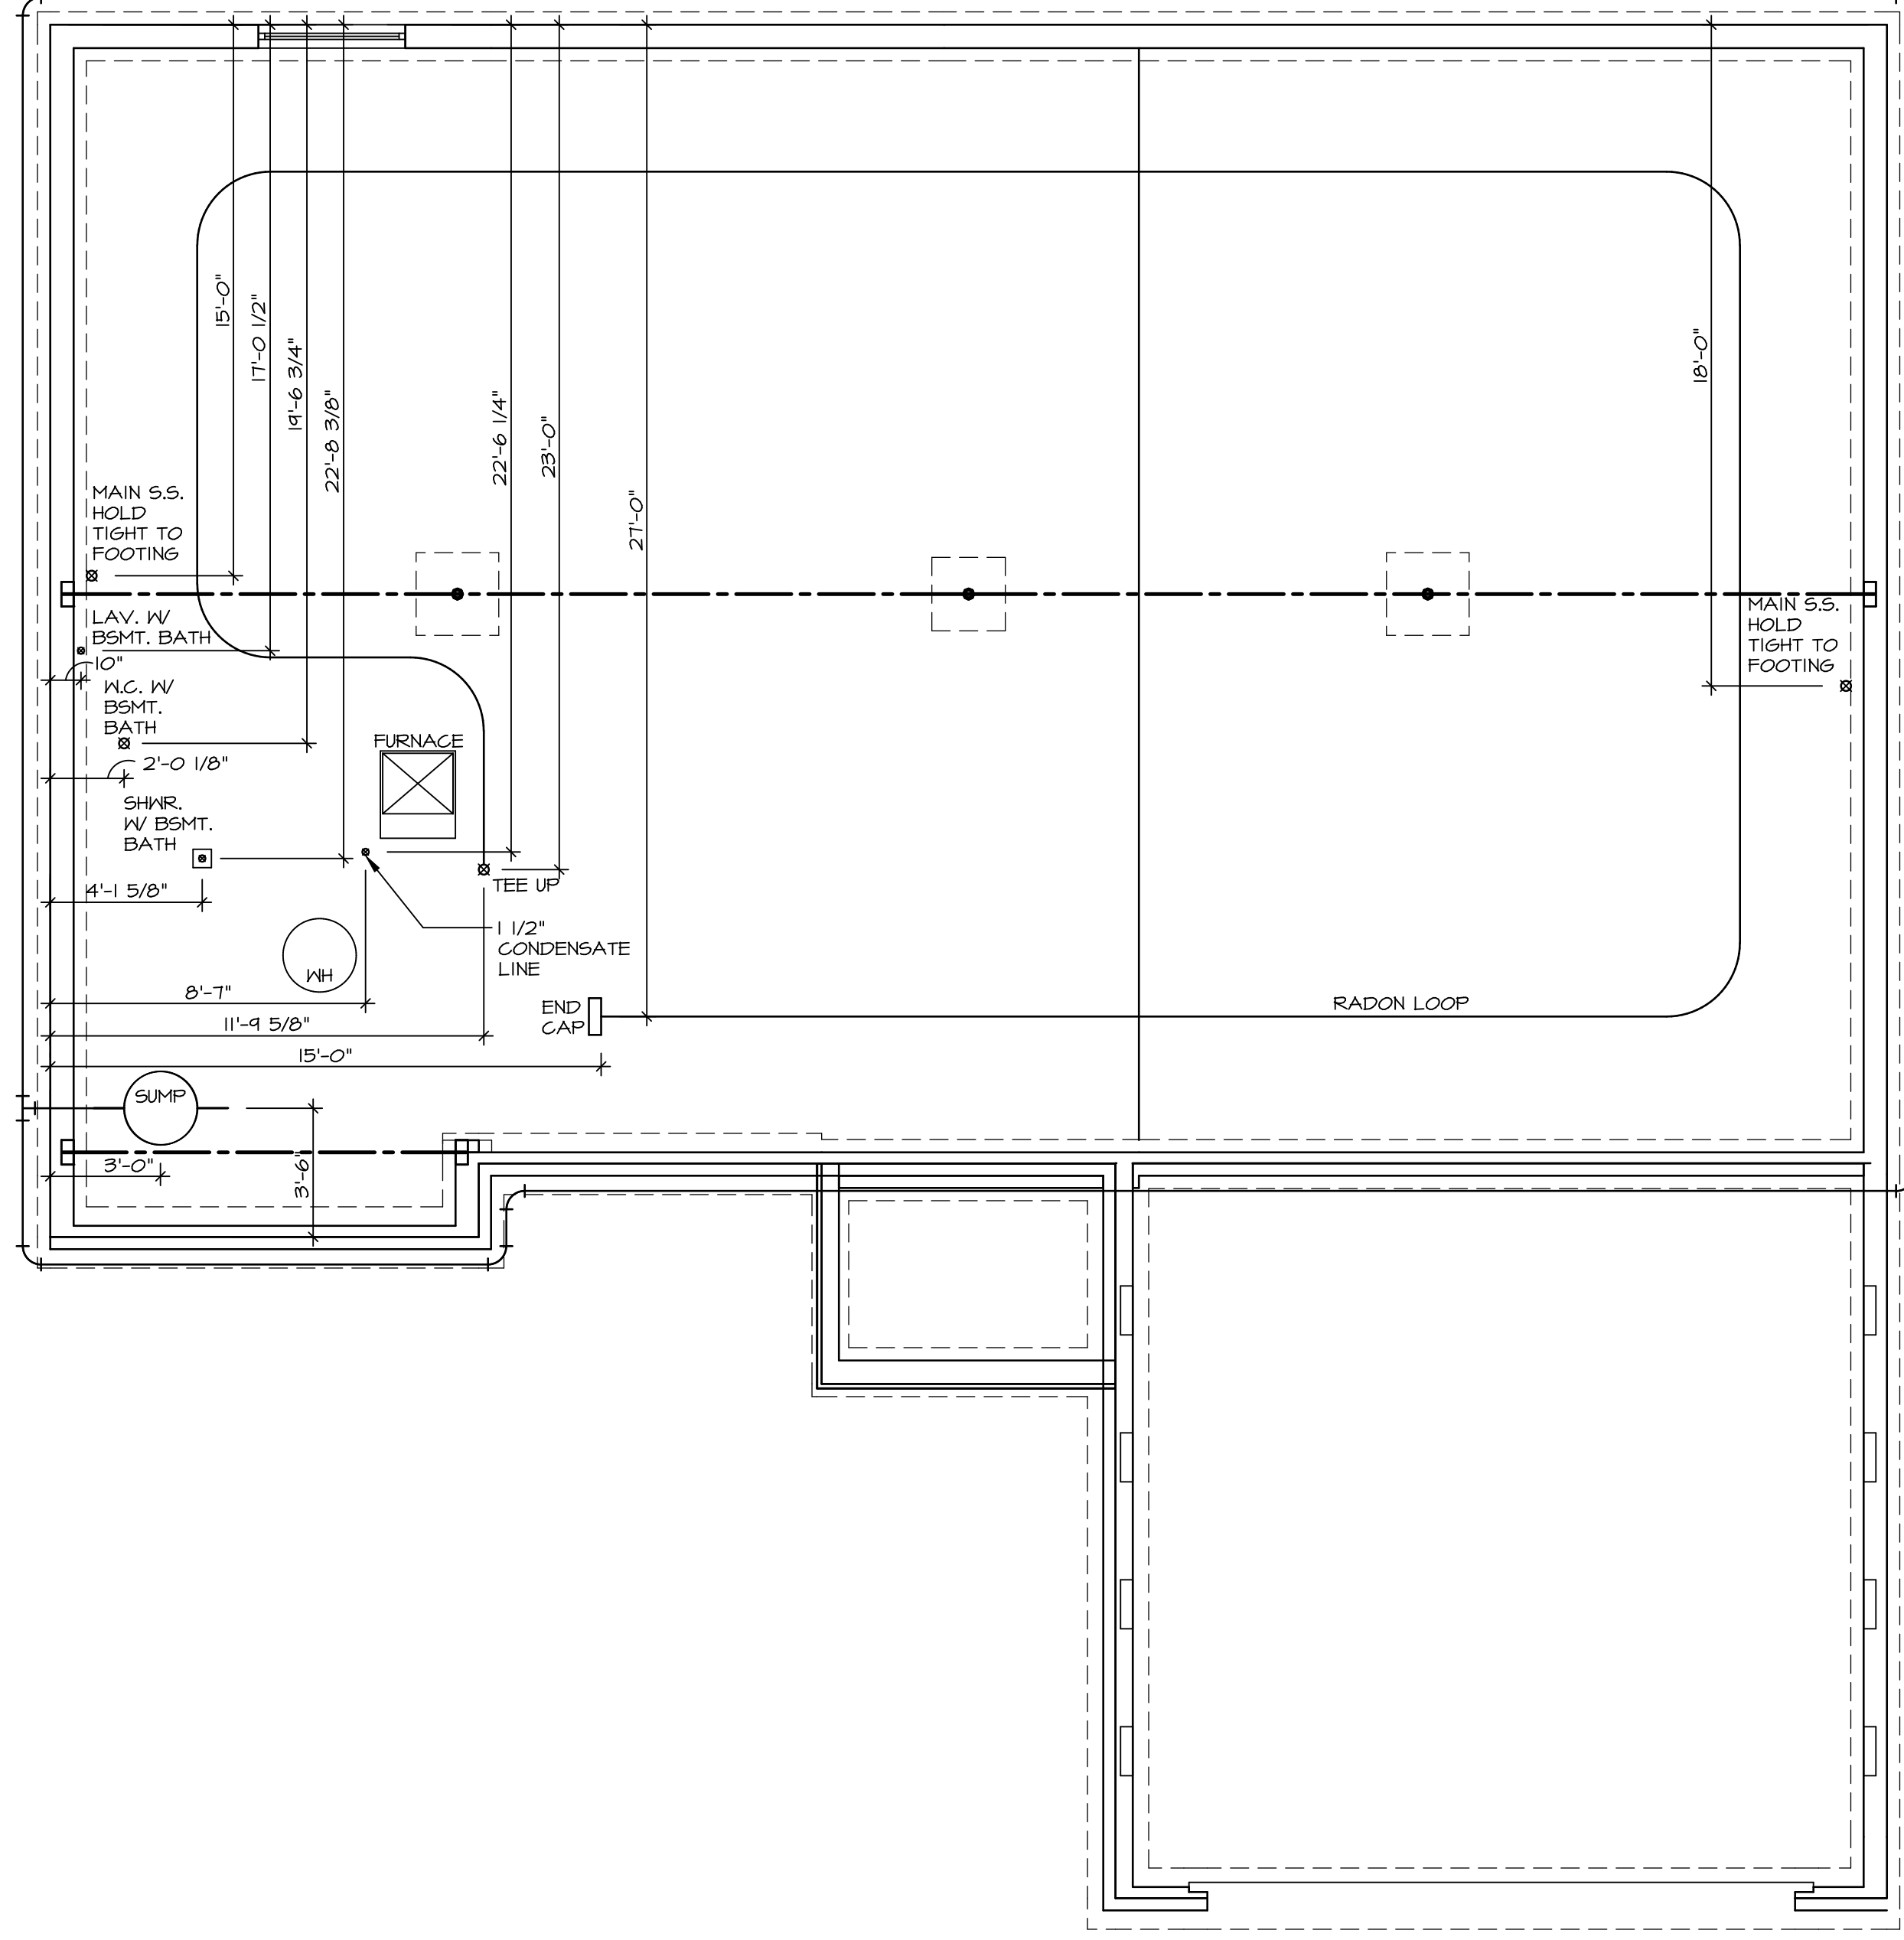 15'-0"
17'-0 1/2"
19'-6 3/4"
22'-8 3/8"
22'-6 1/4"
23'-0"
27'-0"
18'-0"
MAIN S.S.
HOLD
TIGHT TO
FOOTING
LAV. W/
BSMT. BATH
10"
W.C. W/
BSMT.
BATH
2'-0 1/8"
SHWR.
W/ BSMT.
BATH
4'-1 5/8"
FURNACE
TEE UP
1 1/2"
CONDENSATE
LINE
WH
8'-7"
11'-9 5/8"
15'-0"
END
CAP
RADON LOOP
MAIN S.S.
HOLD
TIGHT TO
FOOTING
SUMP
3'-0"
3'-6"